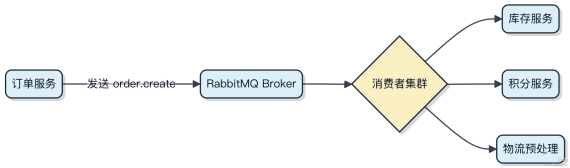 订单服务
发送 order.create
RabbitMQ Broker
消费者集群
库存服务
积分服务
物流预处理